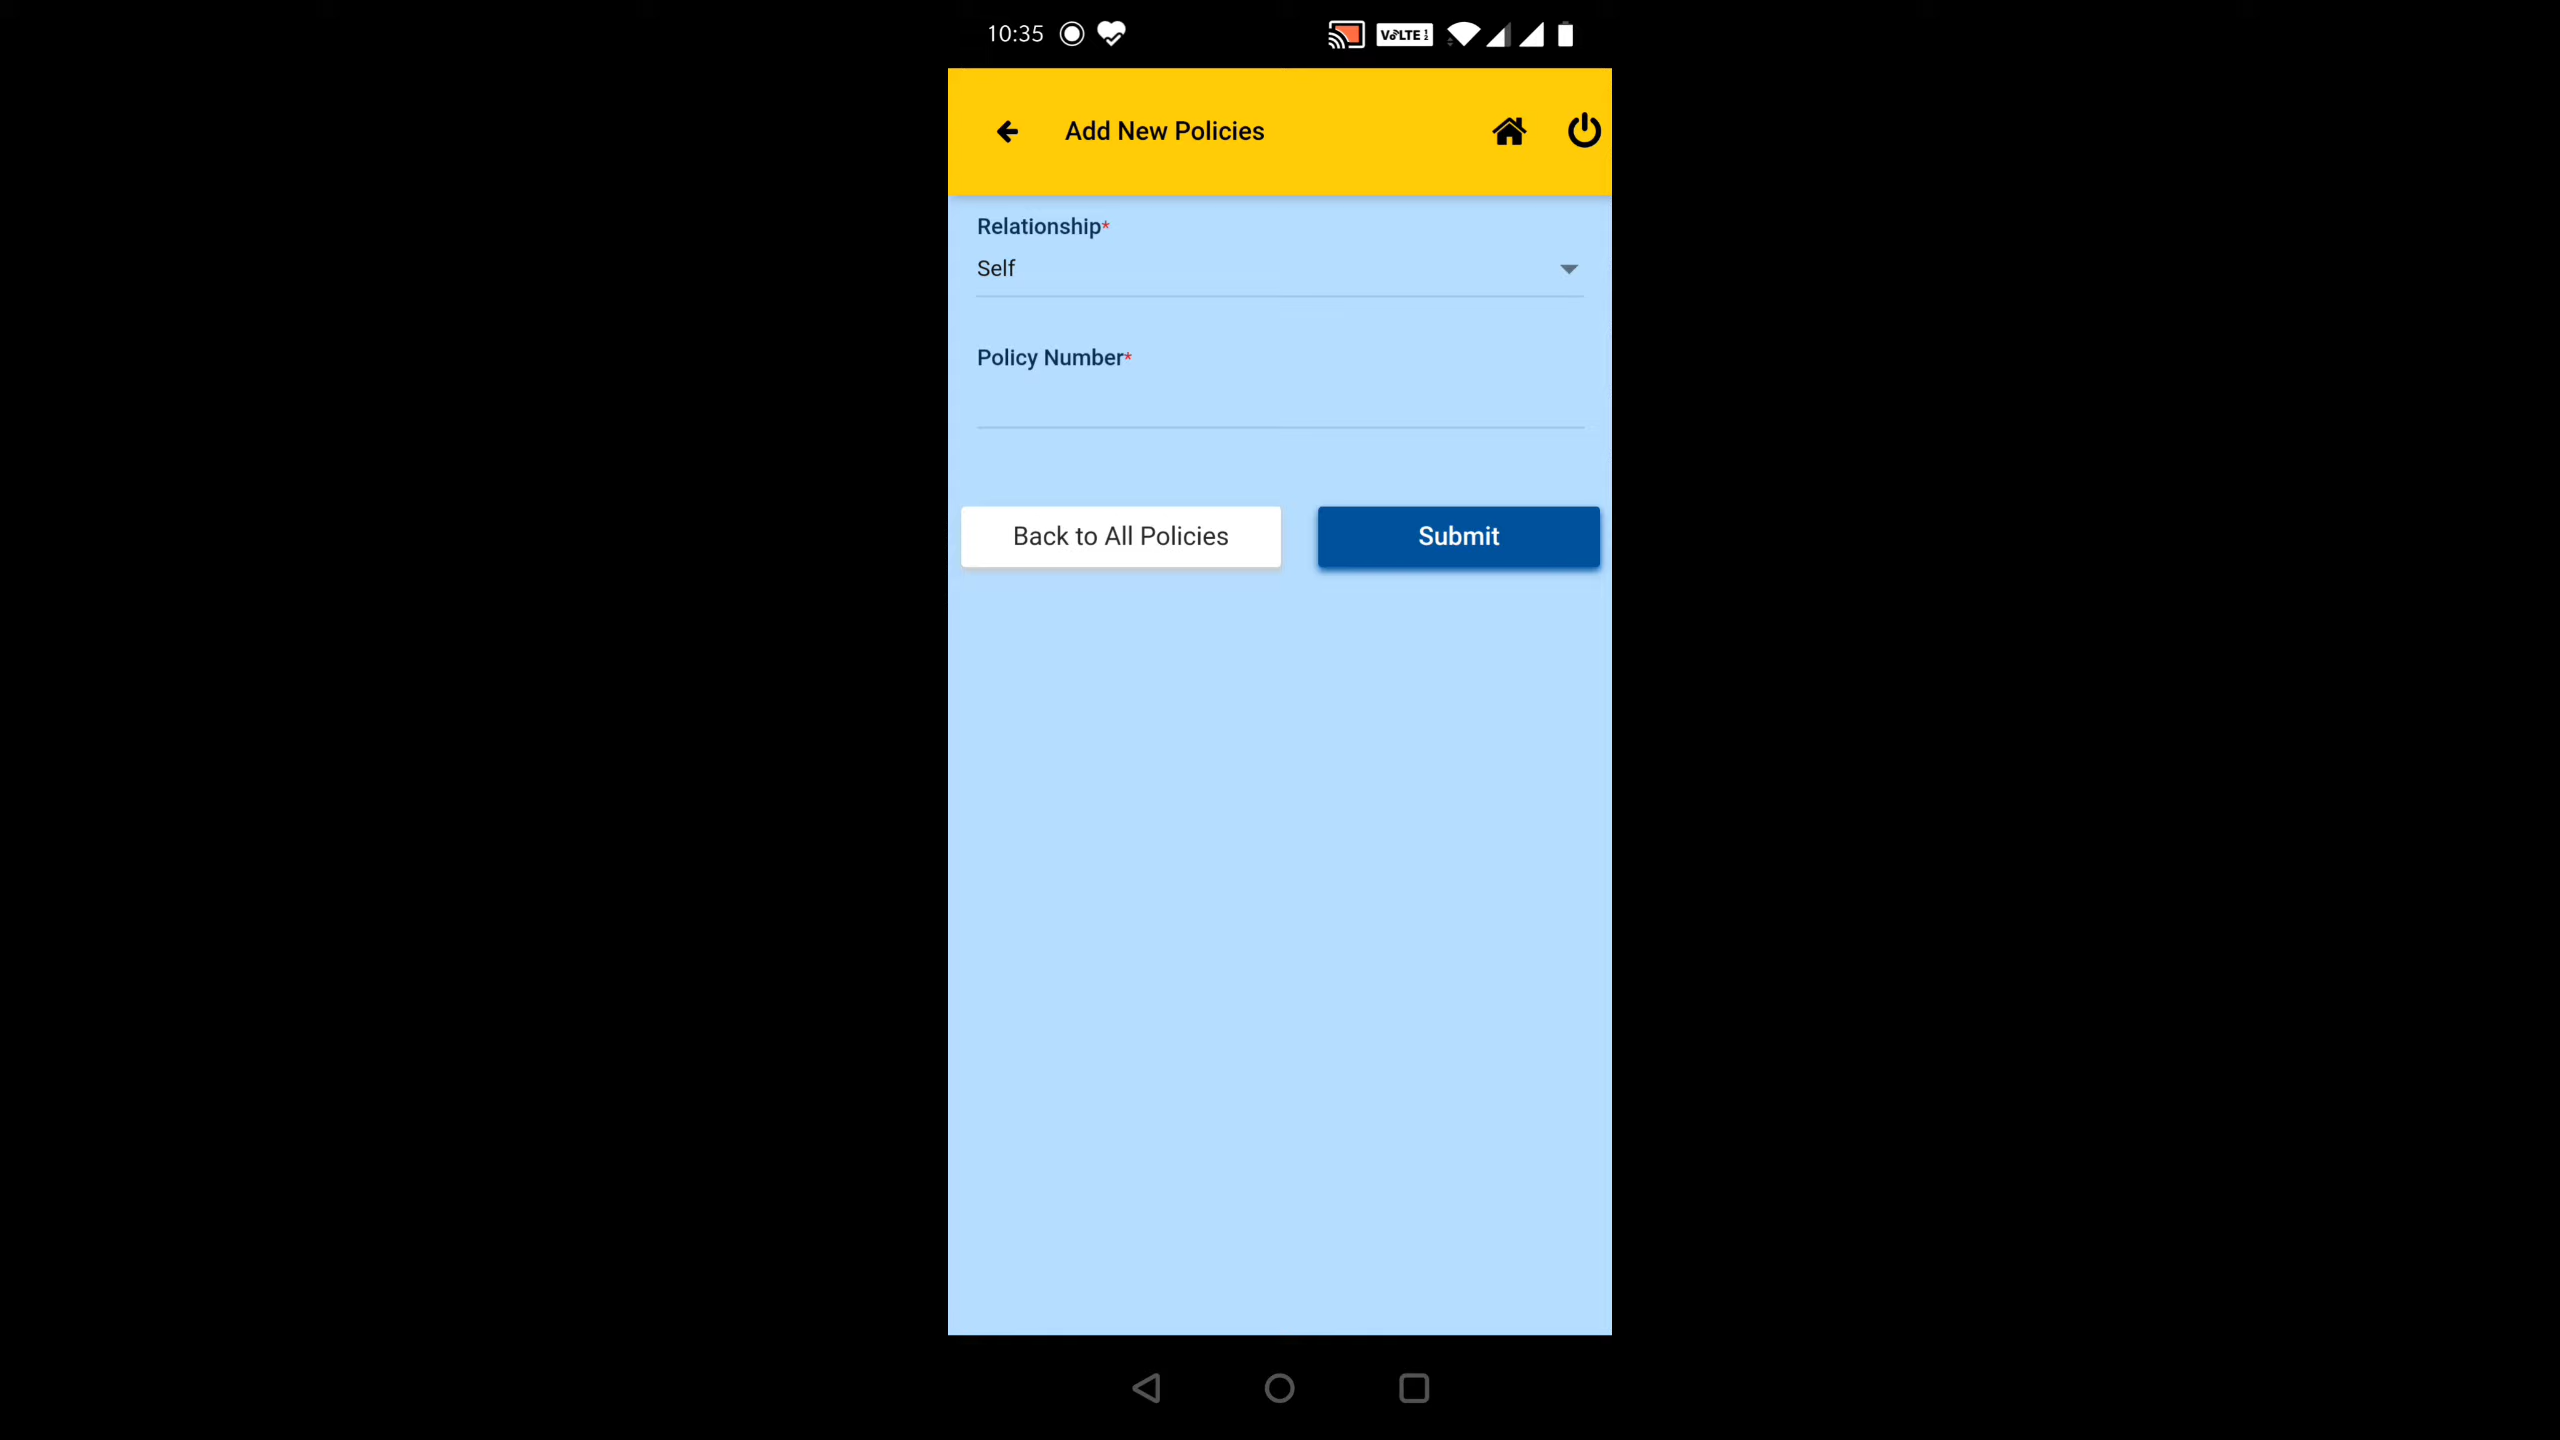 10:35
VoLTE
Add New Policies
Relationship*
Self
Policy Number*
Back to All Policies
Submit